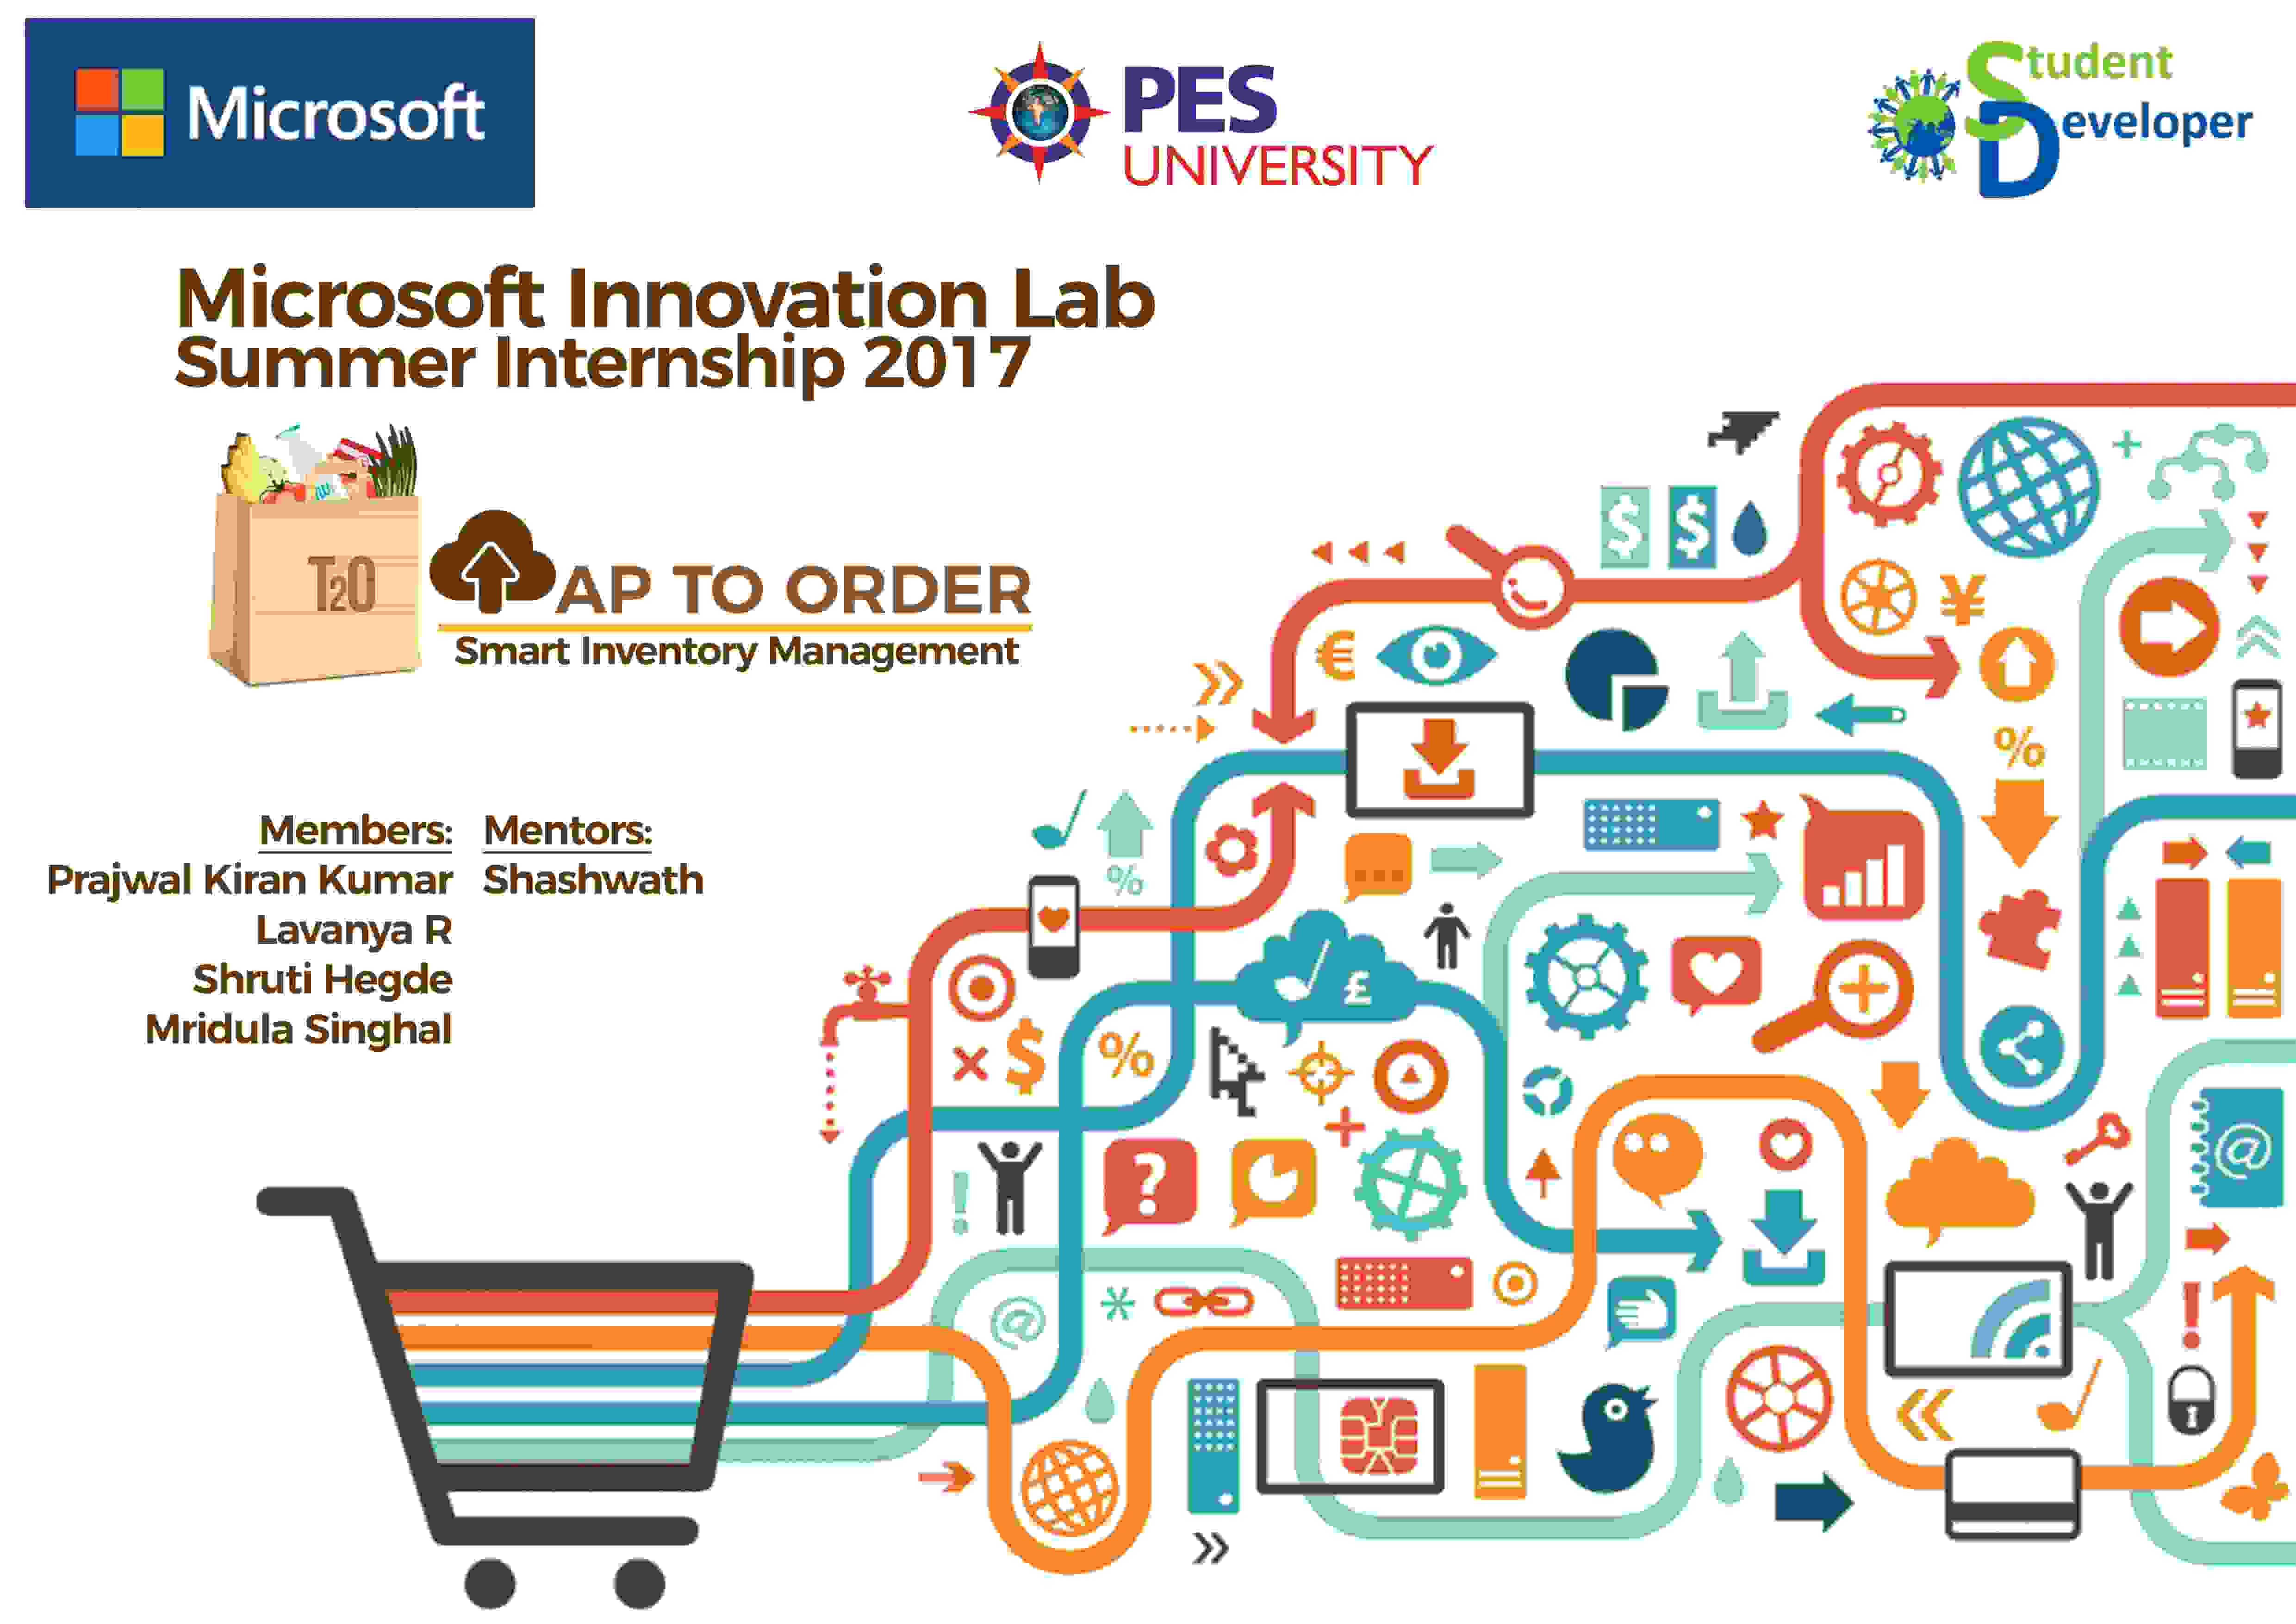 Microsoft
PES
UNIVERSITY
Student
Developer
Microsoft Innovation Lab
Summer Internship 2017
T2O
AP TO ORDER
Smart Inventory Management
Members:
Prajwal Kiran Kumar
Lavanya R
Shruti Hegde
Mridula Singhal
Mentors:
Shashwath